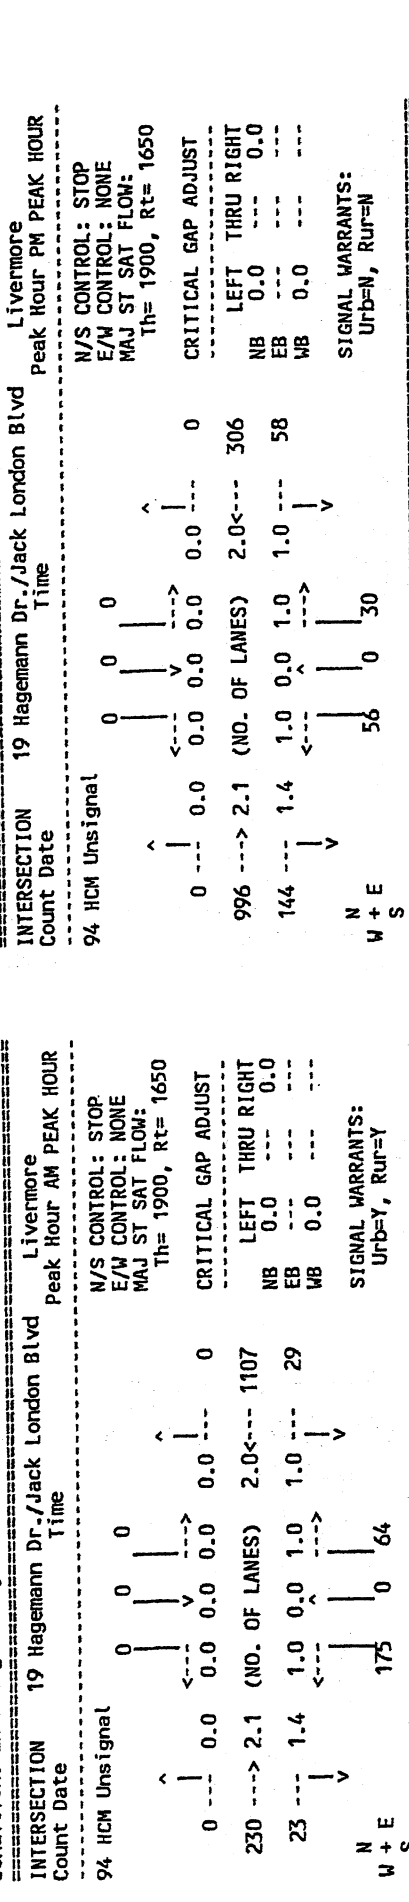 INTERSECTION 19 Hagemann Dr./Jack London Blvd Livermore
Count Date Time Peak Hour AM PEAK HOUR
94 HCM Unsignal N/S CONTROL: STOP
E/W CONTROL: NONE
0 0 0 MAJ ST SAT FLOW:
Th= 1900, Rt= 1650
^ ^
<--- v --->
0 --- 0.0 0.0 0.0 0.0 0.0 --- 0 CRITICAL GAP ADJUST
230 ---> 2.1 (NO. OF LANES) 2.0<--- 1107 LEFT THRU RIGHT
NB 0.0 --- 0.0
23 --- 1.4 1.0 0.0 1.0 1.0 --- 29 EB --- --- ---
<--- ^ ---> WB 0.0 --- ---
v v
N SIGNAL WARRANTS:
W + E 175 0 64 Urb=Y, Rur=Y
S
INTERSECTION 19 Hagemann Dr./Jack London Blvd Livermore
Count Date Time Peak Hour PM PEAK HOUR
94 HCM Unsignal N/S CONTROL: STOP
E/W CONTROL: NONE
0 0 0 MAJ ST SAT FLOW:
Th= 1900, Rt= 1650
^ ^
<--- v --->
0 --- 0.0 0.0 0.0 0.0 0.0 --- 0 CRITICAL GAP ADJUST
996 ---> 2.1 (NO. OF LANES) 2.0<--- 306 LEFT THRU RIGHT
NB 0.0 --- 0.0
144 --- 1.4 1.0 0.0 1.0 1.0 --- 58 EB --- --- ---
<--- ^ ---> WB 0.0 --- ---
v v
N SIGNAL WARRANTS:
W + E 56 0 30 Urb=N, Rur=N
S